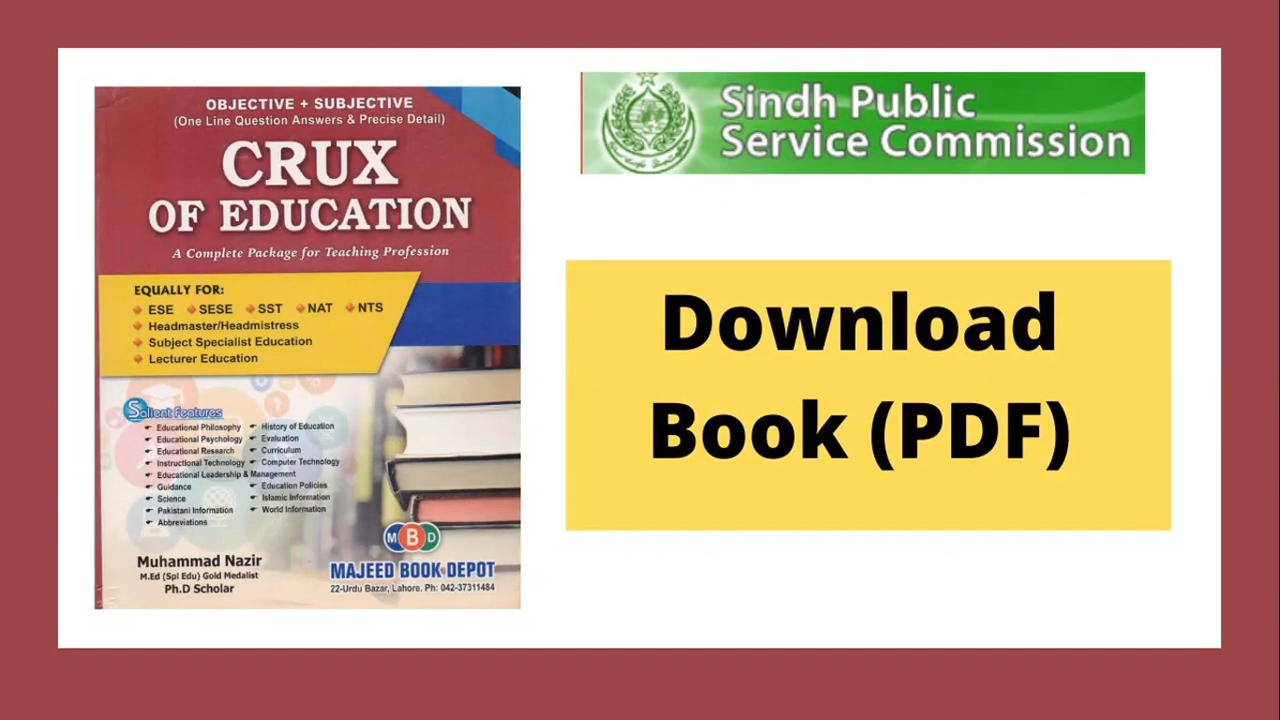 OBJECTIVE + SUBJECTIVE
(One Line Question Answers & Precise Detail)
CRUX
OF EDUCATION
A Complete Package for Teaching Profession
EQUALLY FOR:
ESE SESE SST NAT NTS
Headmaster/Headmistress
Subject Specialist Education
Lecturer Education
Salient Features
Educational Philosophy
Educational Psychology
Educational Research
Instructional Technology
Educational Leadership & Management
Guidance
Science
Pakistani Information
Abbreviations
History of Education
Evaluation
Curriculum
Computer Technology
Education Policies
Islamic Information
World Information
Muhammad Nazir
M.Ed (Spl Edu) Gold Medalist
Ph.D Scholar
MBD
MAJEED BOOK DEPOT
22-Urdu Bazar, Lahore. Ph: 042-37311484
Sindh Public
Service Commission
Download
Book (PDF)